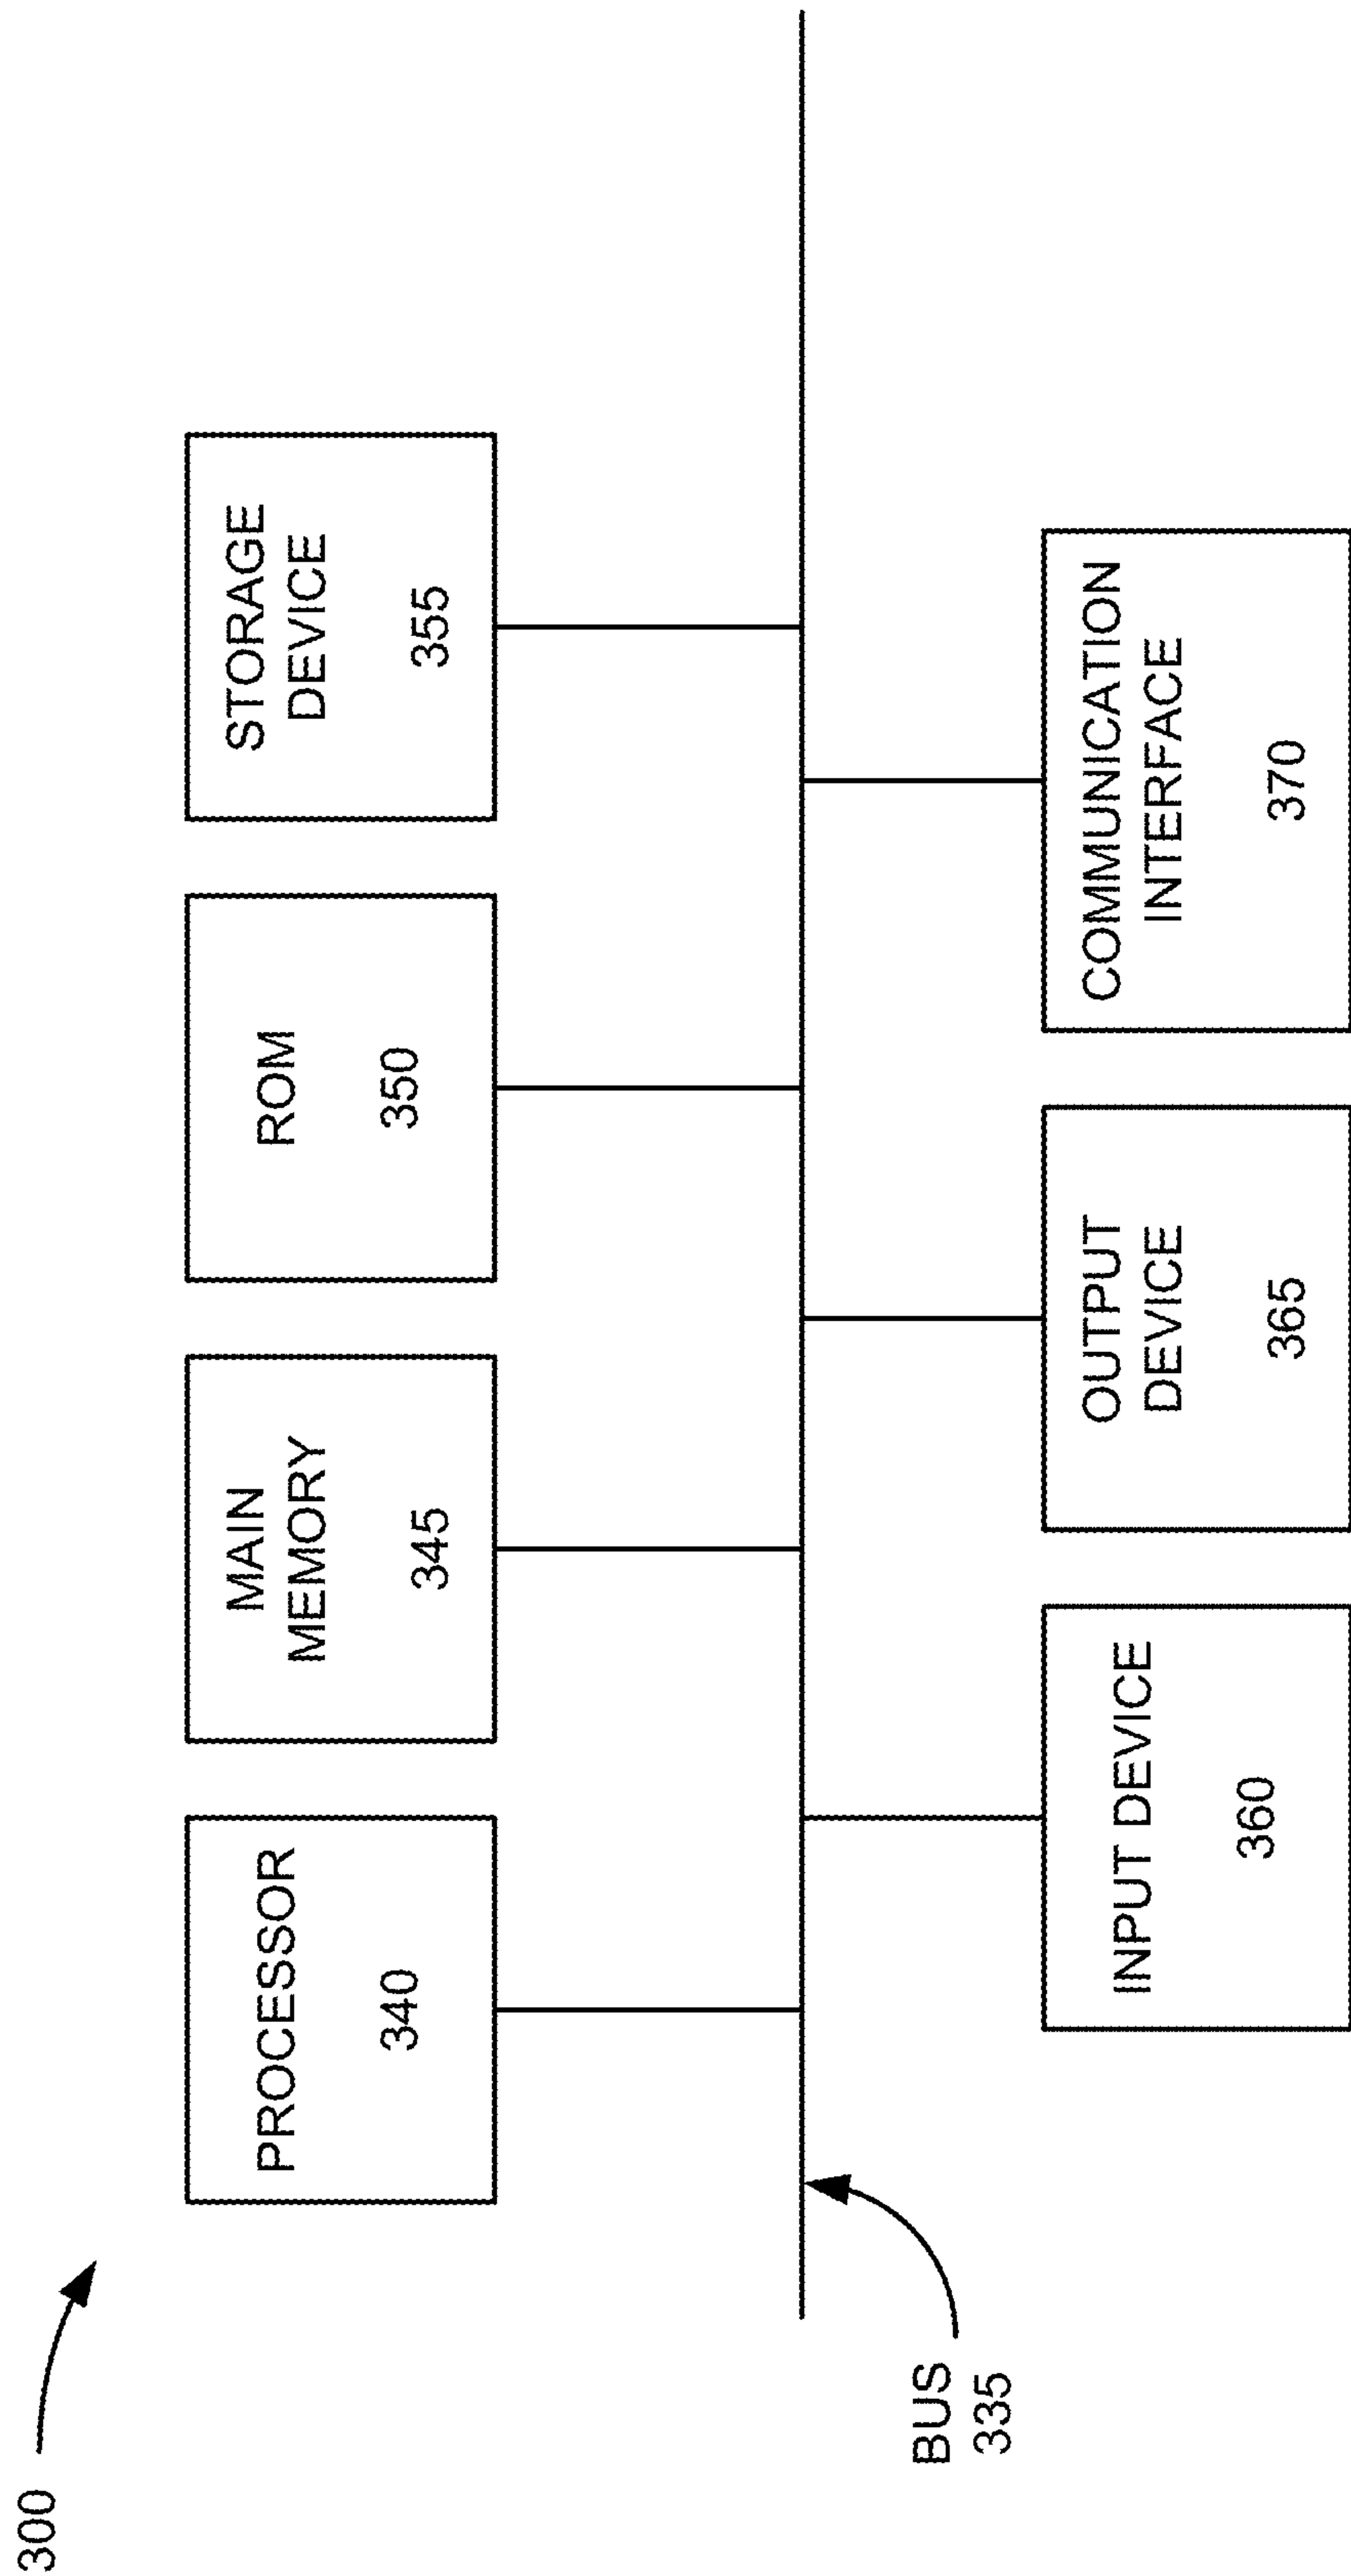 300
PROCESSOR
340
MAIN
MEMORY
345
ROM
350
STORAGE
DEVICE
355
BUS
335
INPUT DEVICE
360
OUTPUT
DEVICE
365
COMMUNICATION
INTERFACE
370